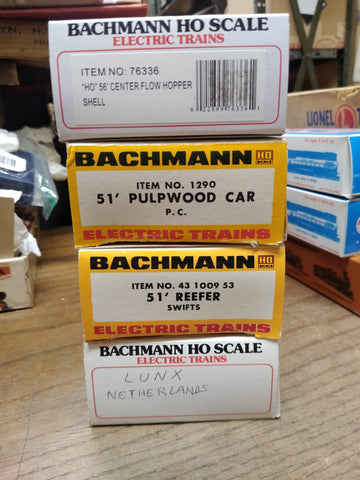 BACHMANN HO SCALE
ELECTRIC TRAINS
ITEM NO: 76336
"HO" 56' CENTER FLOW HOPPER
SHELL
BACHMANN HO
SCALE
ITEM NO. 1290
51' PULPWOOD CAR
P.C.
ELECTRIC TRAINS
BACHMANN HO
SCALE
ITEM NO. 43 1009 53
51' REEFER
SWIFTS
ELECTRIC TRAINS
BACHMANN HO SCALE
ELECTRIC TRAINS
LUNX
NETHERLANDS
LIONEL